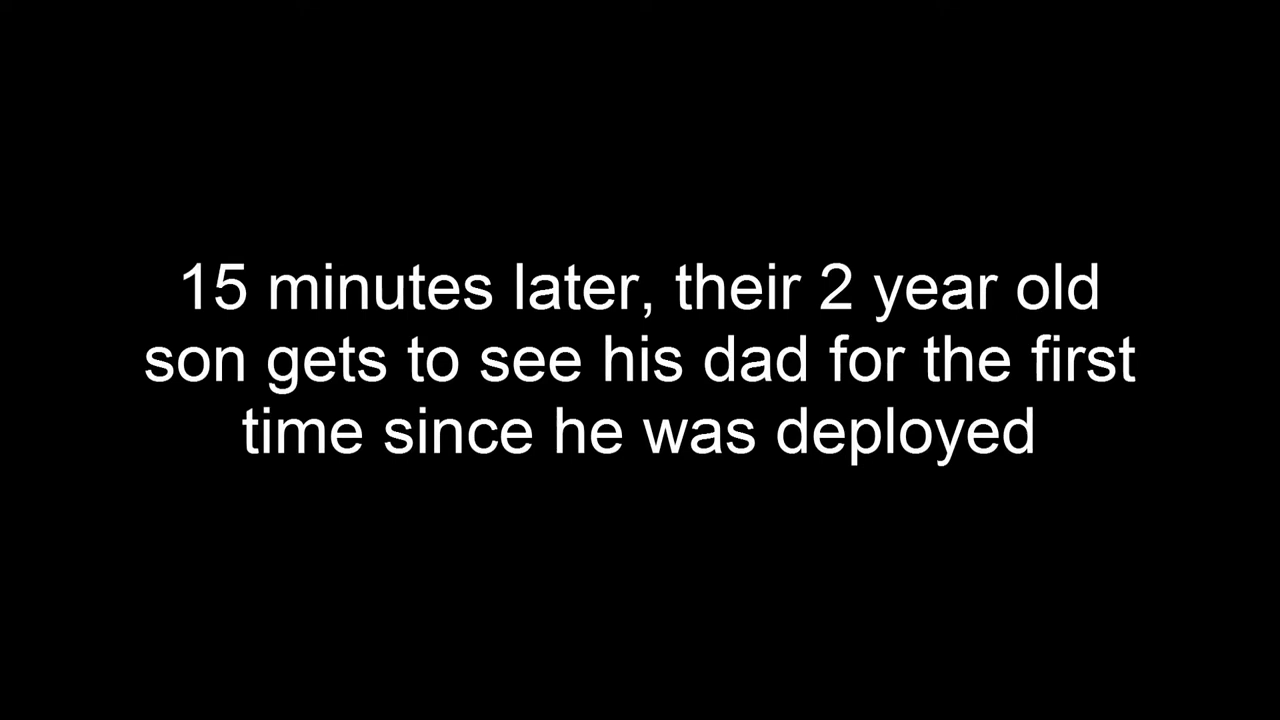 15 minutes later, their 2 year old
son gets to see his dad for the first
time since he was deployed